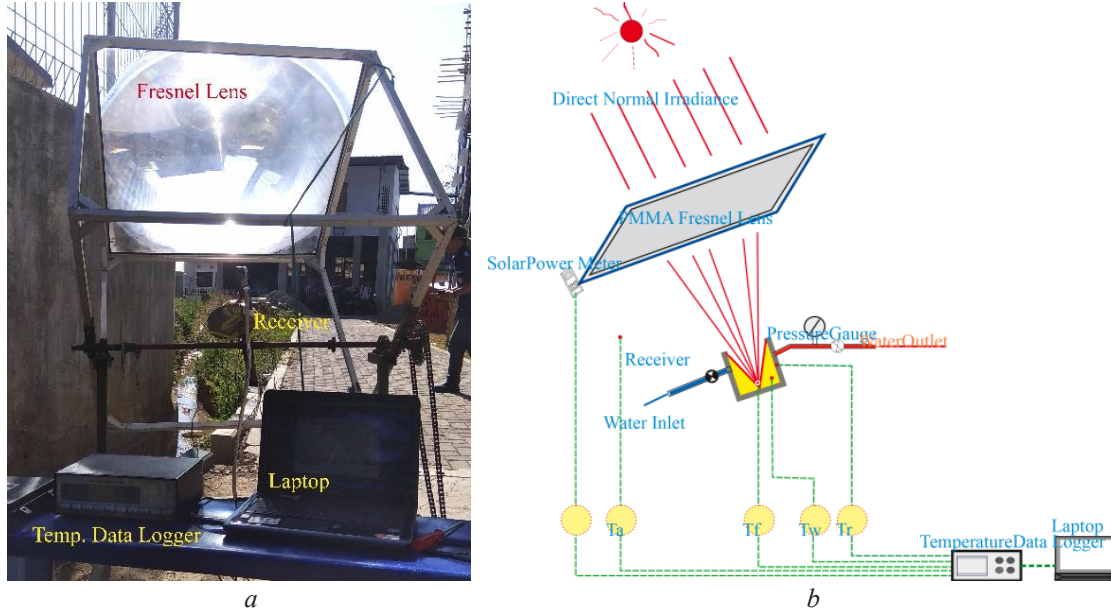 Fresnel Lens
Receiver
Laptop
Temp. Data Logger
a
Direct Normal Irradiance
PMMA Fresnel Lens
SolarPower Meter
PressureGauge
WaterOutlet
Receiver
Water Inlet
Ta
Tf
Tw
Tr
Laptop
TemperatureData Logger
b